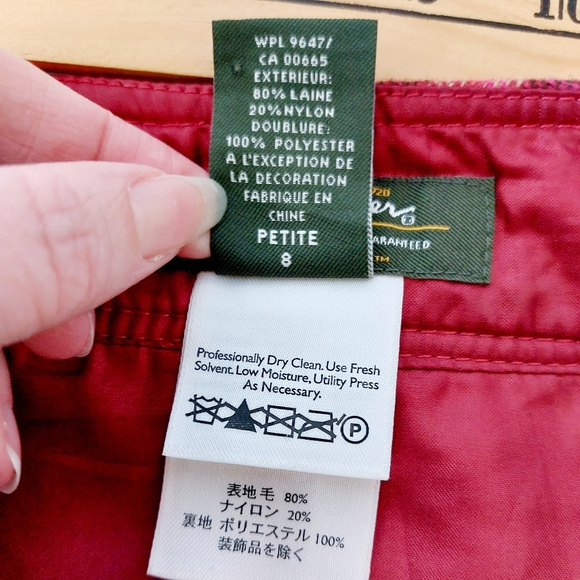 WPL 9647/
CA 00665
EXTERIEUR:
80% LAINE
20% NYLON
DOUBLURE:
100% POLYESTER
A L'EXCEPTION DE
LA DECORATION
FABRIQUE EN
CHINE
PETITE
8
ARANTEED
TM
Professionally Dry Clean. Use Fresh
Solvent. Low Moisture, Utility Press
As Necessary.
P
表地 毛 80%
ナイロン 20%
裏地 ポリエステル 100%
装飾品を除く